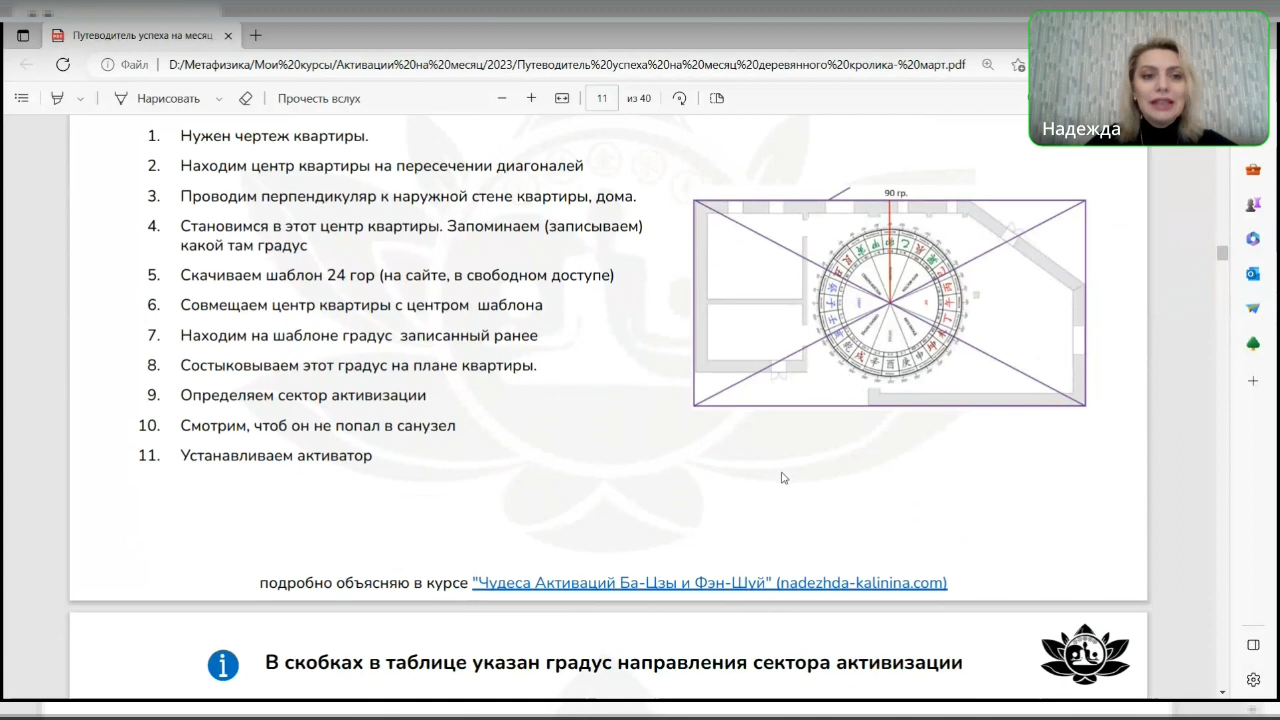 Путеводитель успеха на месяц
Файл
D:/Метафизика/Мои%20курсы/Активации%20на%20месяц/2023/Путеводитель%20успеха%20на%20месяц%20деревянного%20кролика-%20март.pdf
Нарисовать
Прочесть вслух
11 из 40
Надежда
1. Нужен чертеж квартиры.
2. Находим центр квартиры на пересечении диагоналей
3. Проводим перпендикуляр к наружной стене квартиры, дома.
4. Становимся в этот центр квартиры. Запоминаем (записываем)
какой там градус
5. Скачиваем шаблон 24 гор (на сайте, в свободном доступе)
6. Совмещаем центр квартиры с центром шаблона
7. Находим на шаблоне градус записанный ранее
8. Состыковываем этот градус на плане квартиры.
9. Определяем сектор активизации
10. Смотрим, чтоб он не попал в санузел
11. Устанавливаем активатор
90 гр.
подробно объясняю в курсе "Чудеса Активаций Ба-Цзы и Фэн-Шуй" (nadezhda-kalinina.com)
В скобках в таблице указан градус направления сектора активизации